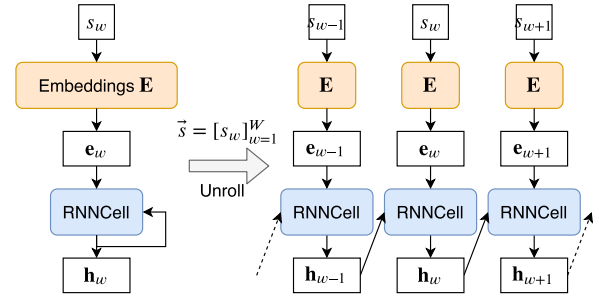 s_w
Embeddings E
e_w
RNNCell
h_w
s⃗ = [s_w]_{w=1}^W
Unroll
s_{w-1} s_w s_{w+1}
E E E
e_{w-1} e_w e_{w+1}
RNNCell RNNCell RNNCell
h_{w-1} h_w h_{w+1}